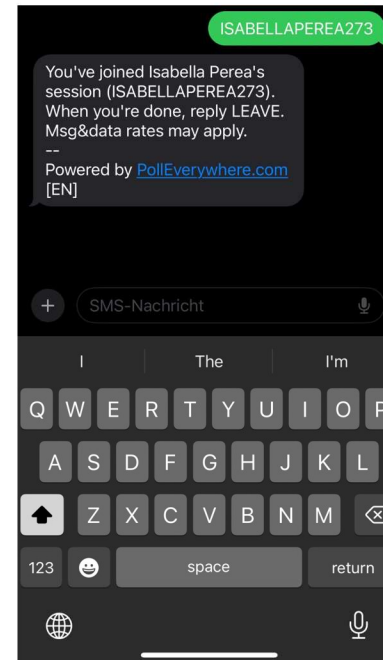 ISABELLAPEREA273
You've joined Isabella Perea's
session (ISABELLAPEREA273).
When you're done, reply LEAVE.
Msg&data rates may apply.
--
Powered by PollEverywhere.com
[EN]
SMS-Nachricht
I The I'm
Q W E R T Y U I O P
A S D F G H J K L
Z X C V B N M
123 space return